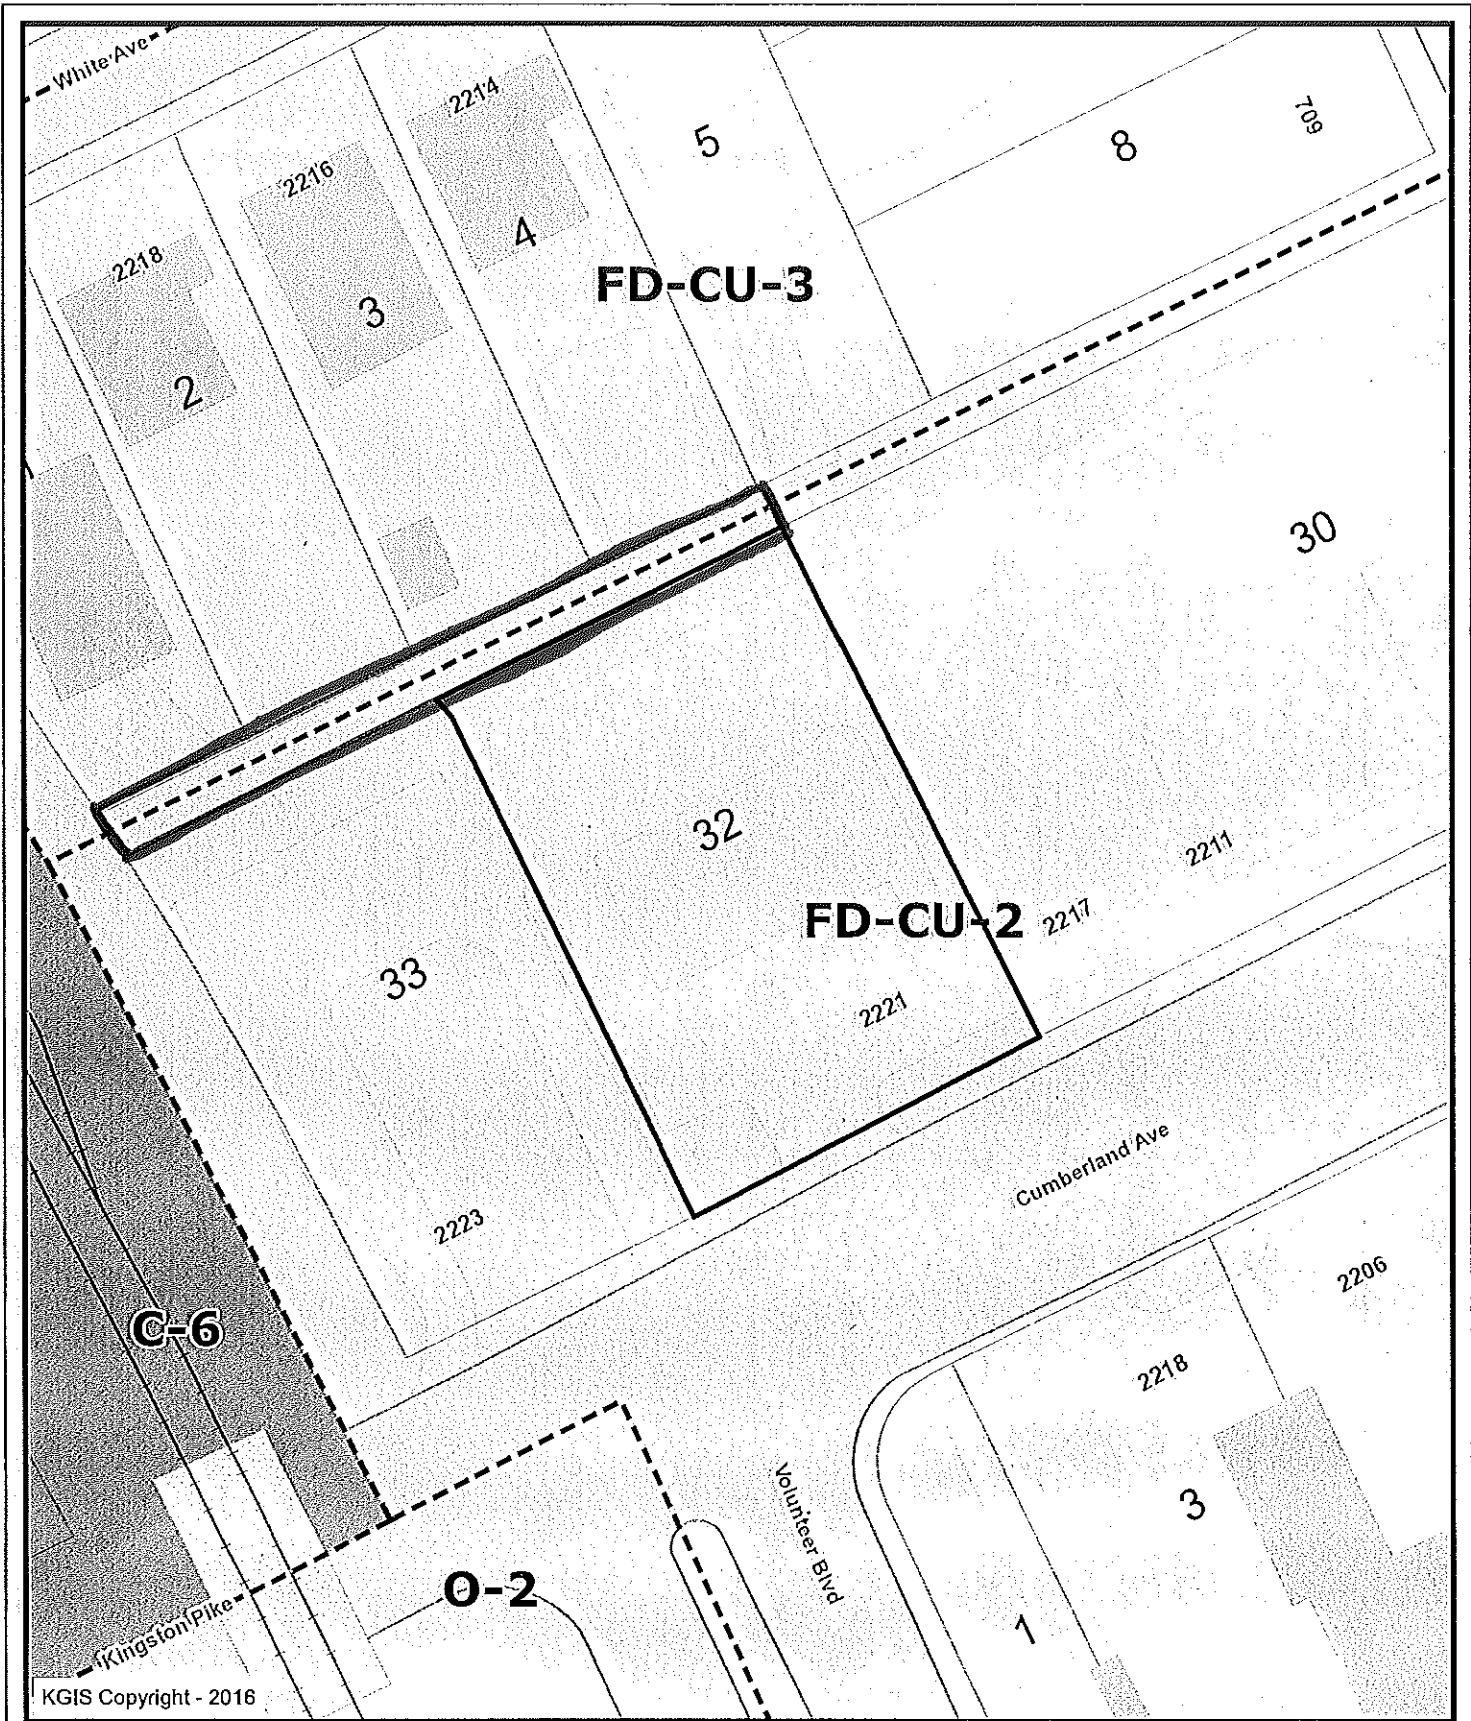 White Ave
2214
5
8
709
2216
4
2218
3
2
FD-CU-3
30
32
2211
FD-CU-2
2217
33
2221
Cumberland Ave
2223
2206
C-6
2218
3
Volunteer Blvd
O-2
1
Kingston Pike
KGIS Copyright - 2016